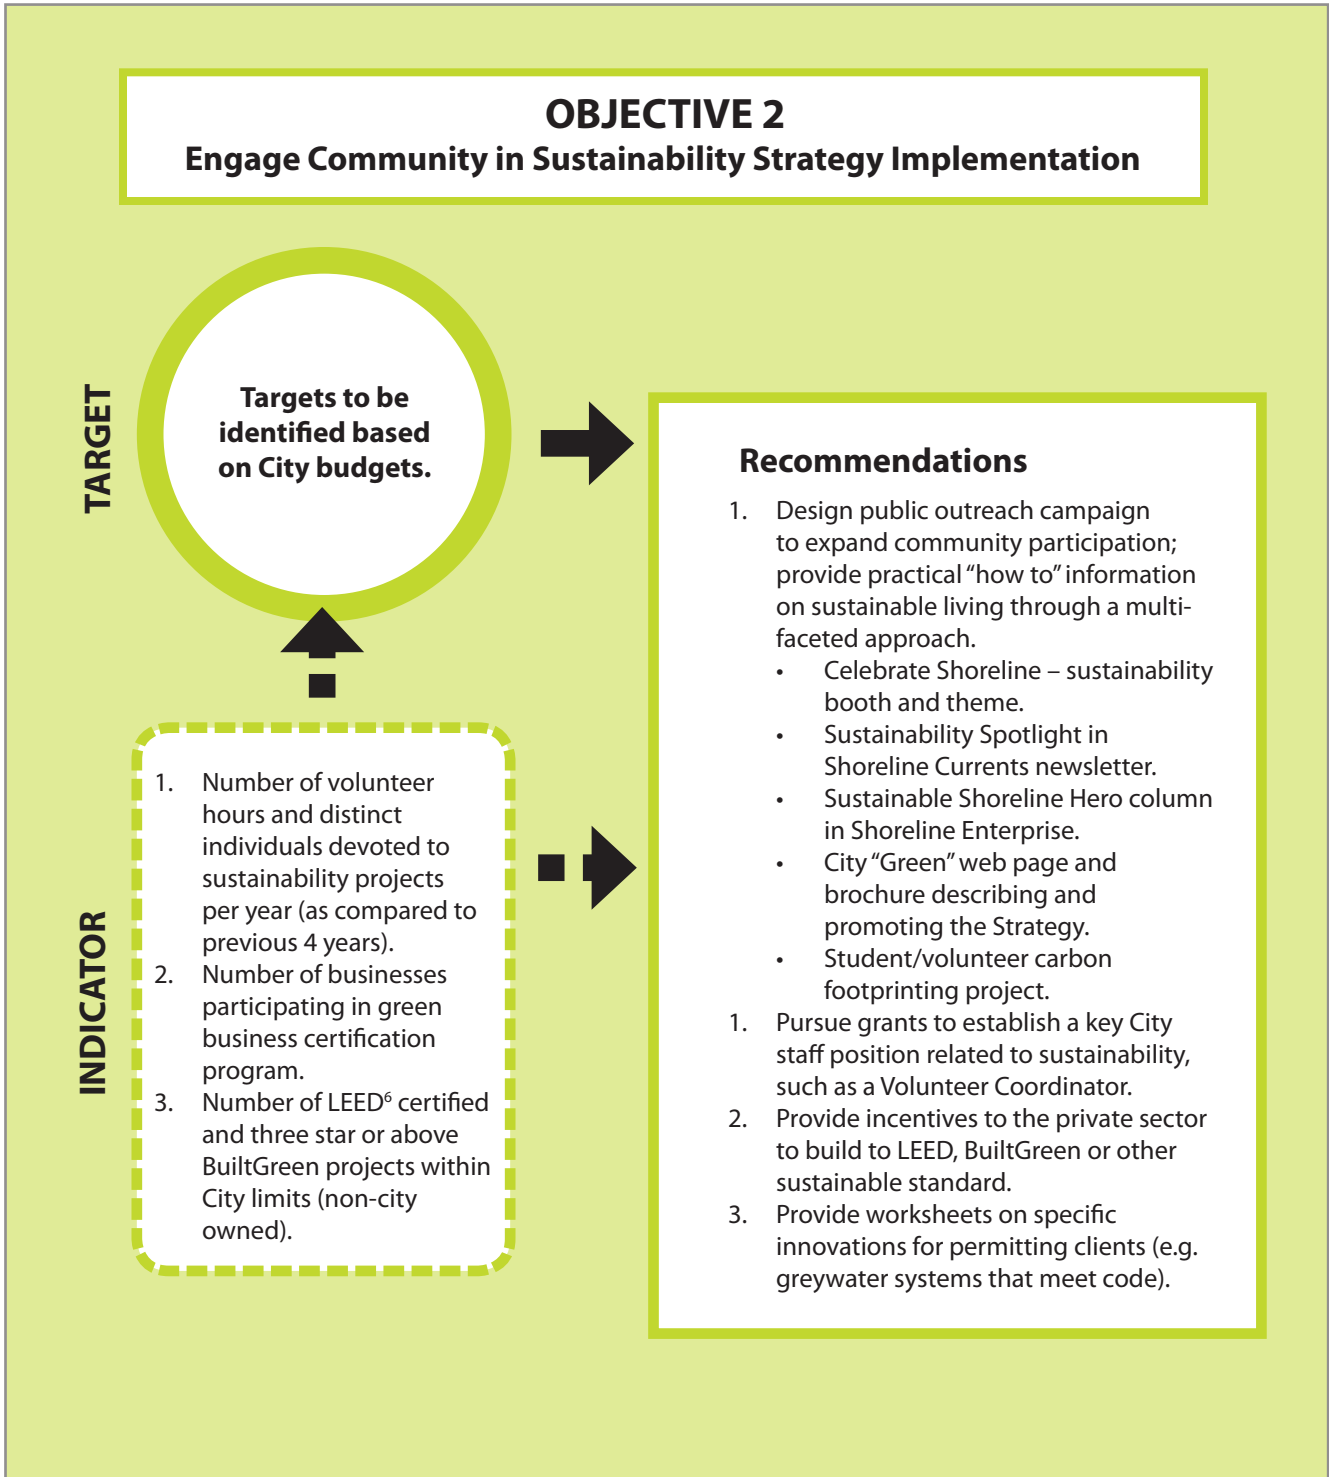 OBJECTIVE 2
Engage Community in Sustainability Strategy Implementation
TARGET
Targets to be
identified based
on City budgets.
INDICATOR
1. Number of volunteer
hours and distinct
individuals devoted to
sustainability projects
per year (as compared to
previous 4 years).
2. Number of businesses
participating in green
business certification
program.
3. Number of LEED⁶ certified
and three star or above
BuiltGreen projects within
City limits (non-city
owned).
Recommendations
1. Design public outreach campaign
to expand community participation;
provide practical “how to” information
on sustainable living through a multi-
faceted approach.
• Celebrate Shoreline – sustainability
booth and theme.
• Sustainability Spotlight in
Shoreline Currents newsletter.
• Sustainable Shoreline Hero column
in Shoreline Enterprise.
• City “Green” web page and
brochure describing and
promoting the Strategy.
• Student/volunteer carbon
footprinting project.
1. Pursue grants to establish a key City
staff position related to sustainability,
such as a Volunteer Coordinator.
2. Provide incentives to the private sector
to build to LEED, BuiltGreen or other
sustainable standard.
3. Provide worksheets on specific
innovations for permitting clients (e.g.
greywater systems that meet code).